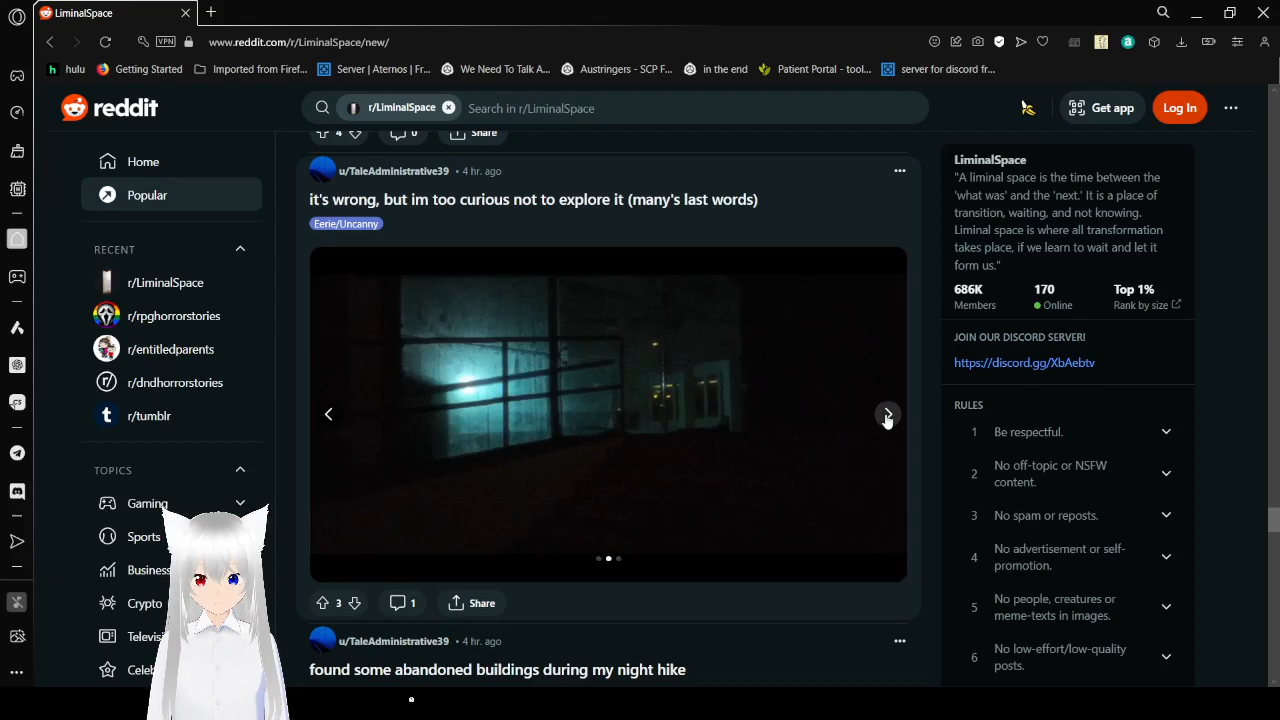 LiminalSpace
VPN
www.reddit.com/r/LiminalSpace/new/
hulu
Getting Started
Imported from Firef...
Server | Aternos | Fr...
We Need To Talk A...
Austringers - SCP F...
in the end
Patient Portal - tool...
server for discord fr...
reddit
r/LiminalSpace
Search in r/LiminalSpace
Get app
Log In
4
0
Share
Home
Popular
RECENT
r/LiminalSpace
r/rpghorrorstories
r/entitledparents
r/dndhorrorstories
r/tumblr
TOPICS
Gaming
Sports
Business
Crypto
Televisi
Celeb
u/TaleAdministrative39 • 4 hr. ago
it's wrong, but im too curious not to explore it (many's last words)
Eerie/Uncanny
3
1
Share
u/TaleAdministrative39 • 4 hr. ago
found some abandoned buildings during my night hike
LiminalSpace
"A liminal space is the time between the
'what was' and the 'next.' It is a place of
transition, waiting, and not knowing.
Liminal space is where all transformation
takes place, if we learn to wait and let it
form us."
686K
Members
170
Online
Top 1%
Rank by size
JOIN OUR DISCORD SERVER!
https://discord.gg/XbAebtv
RULES
1 Be respectful.
2 No off-topic or NSFW
content.
3 No spam or reposts.
4 No advertisement or self-
promotion.
5 No people, creatures or
meme-texts in images.
6 No low-effort/low-quality
posts.